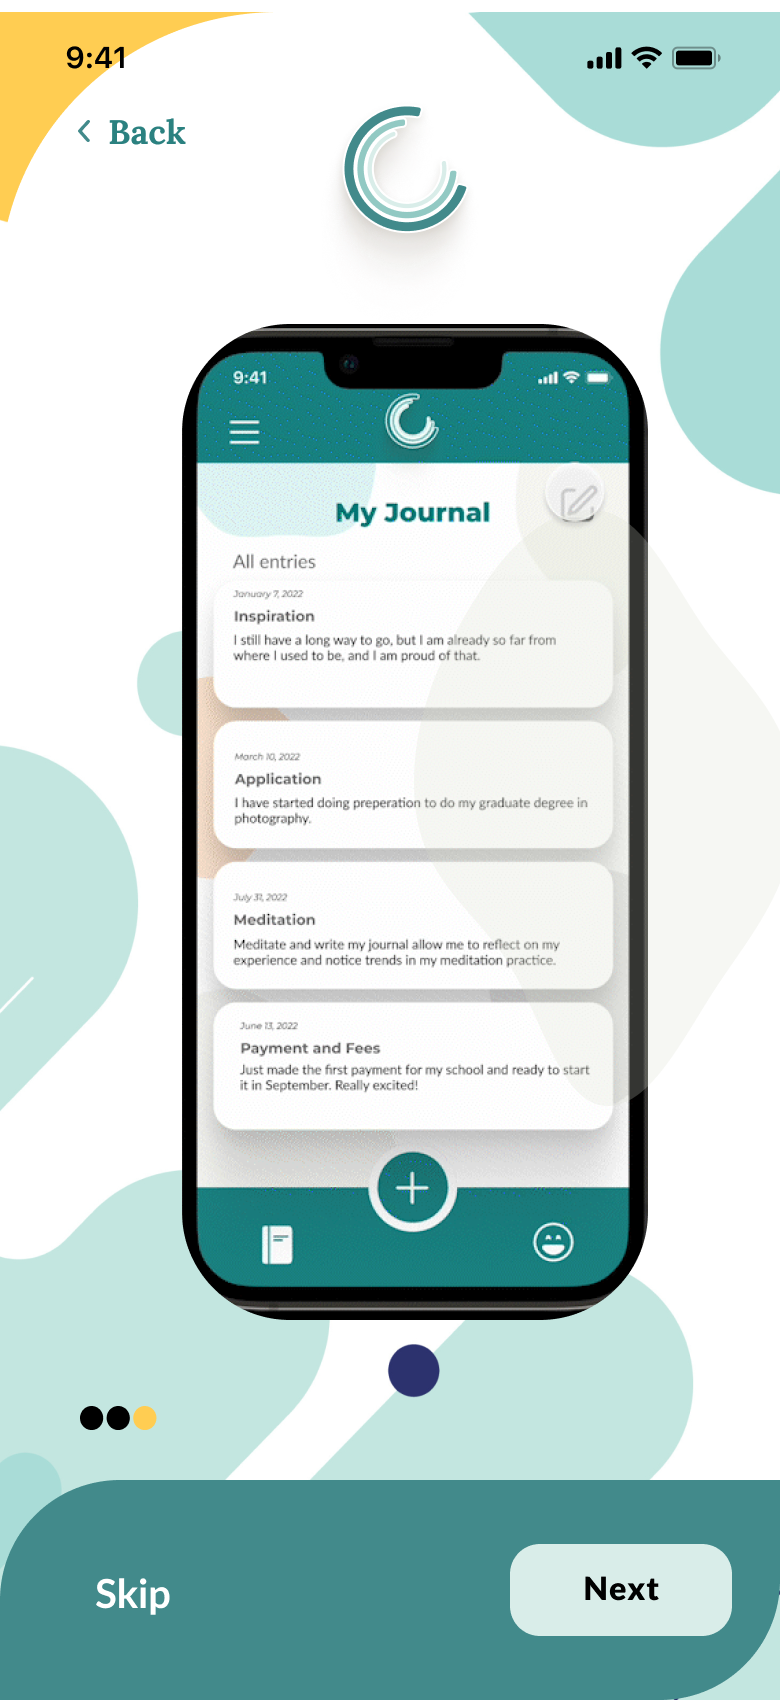 9:41
Back
9:41
My Journal
All entries
January 7, 2022
Inspiration
I still have a long way to go, but I am already so far from
where I used to be, and I am proud of that.
March 10, 2022
Application
I have started doing preperation to do my graduate degree in
photography.
July 31, 2022
Meditation
Meditate and write my journal allow me to reflect on my
experience and notice trends in my meditation practice.
June 13, 2022
Payment and Fees
Just made the first payment for my school and ready to start
it in September. Really excited!
Skip
Next